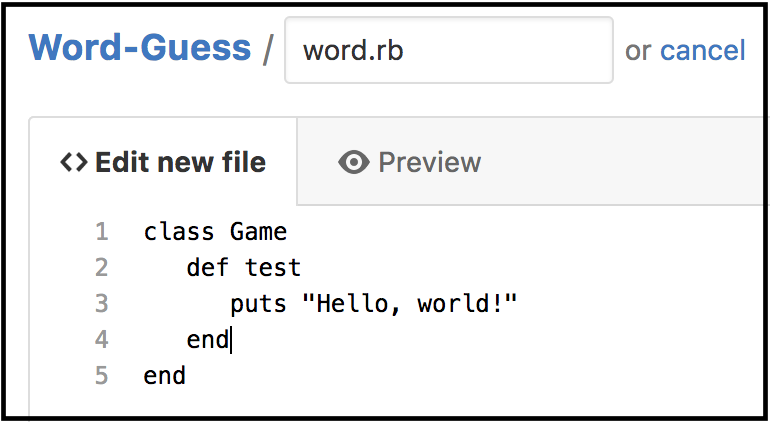 Word-Guess / word.rb or cancel
<> Edit new file Preview
1 class Game
2    def test
3       puts "Hello, world!"
4    end
5 end